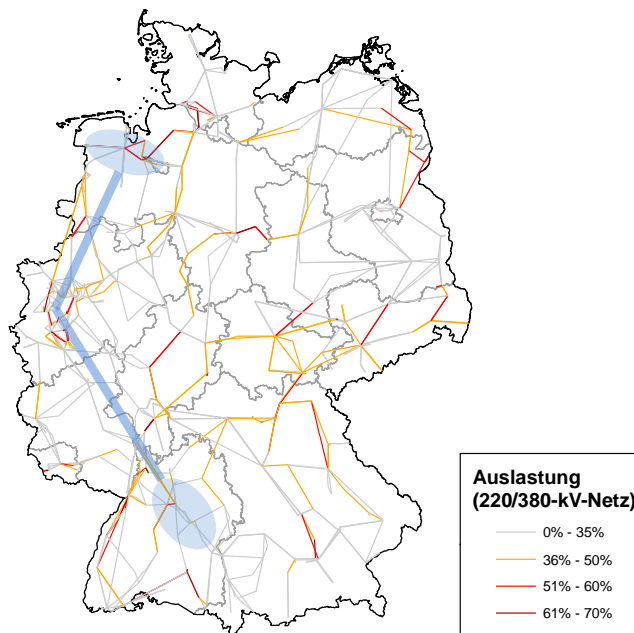 Auslastung
(220/380-kV-Netz)
0% - 35%
36% - 50%
51% - 60%
61% - 70%